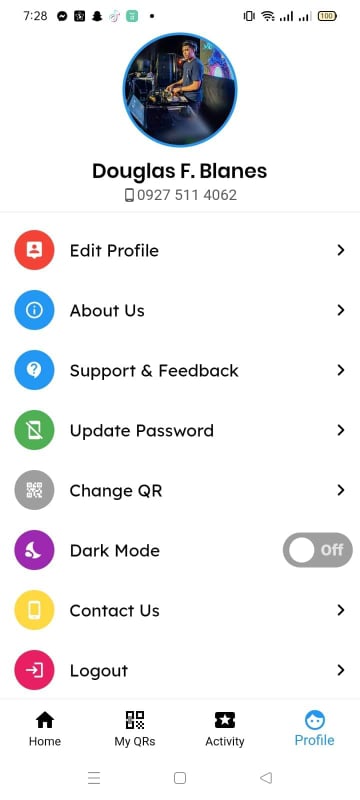 7:28
100
Douglas F. Blanes
0927 511 4062
Edit Profile
About Us
Support & Feedback
Update Password
Change QR
Dark Mode
Off
Contact Us
Logout
Home
My QRs
Activity
Profile